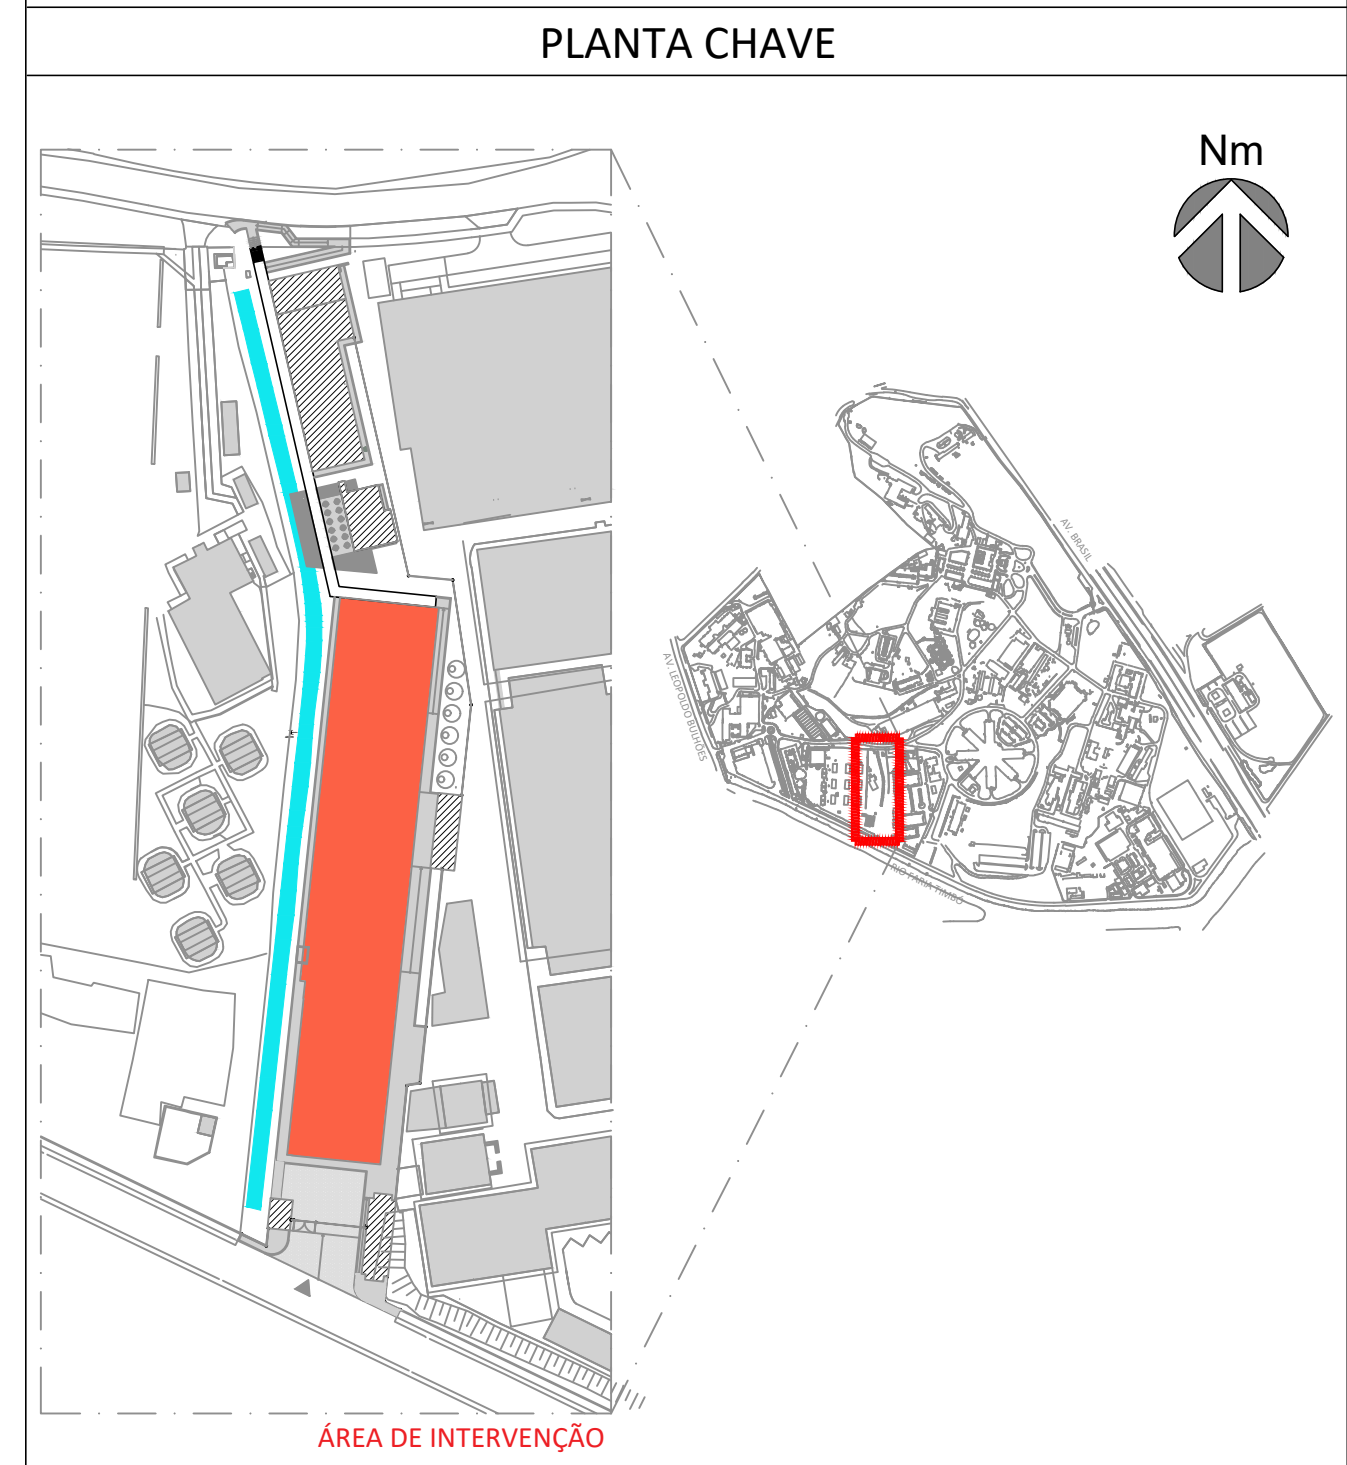 PLANTA CHAVE
Nm
AV. BRASIL
AV. LEOPOLDO BULHÕES
RIO FARIA TIMBÓ
ÁREA DE INTERVENÇÃO